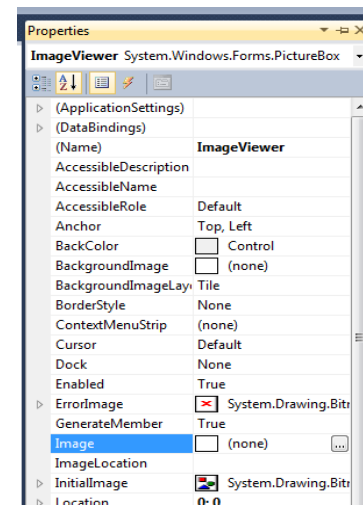 Properties
ImageViewer System.Windows.Forms.PictureBox
(ApplicationSettings)
(DataBindings)
(Name) ImageViewer
AccessibleDescription
AccessibleName
AccessibleRole Default
Anchor Top, Left
BackColor Control
BackgroundImage (none)
BackgroundImageLay Tile
BorderStyle None
ContextMenuStrip (none)
Cursor Default
Dock None
Enabled True
ErrorImage System.Drawing.Bitr
GenerateMember True
Image (none) ...
ImageLocation
InitialImage System.Drawing.Bitr
Location 0; 0